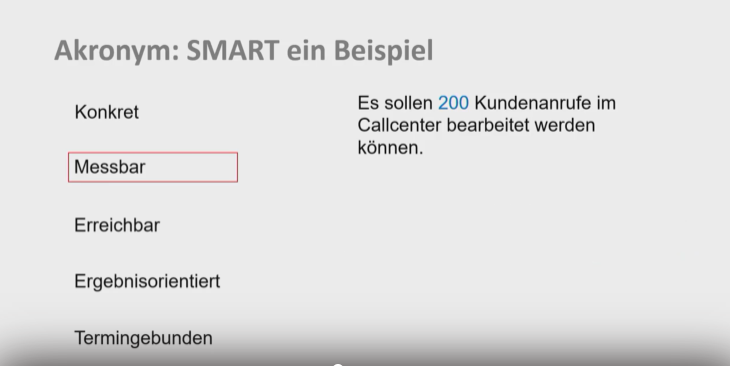 Akronym: SMART ein Beispiel
Konkret
Messbar
Erreichbar
Ergebnisorientiert
Termingebunden
Es sollen 200 Kundenanrufe im
Callcenter bearbeitet werden
können.